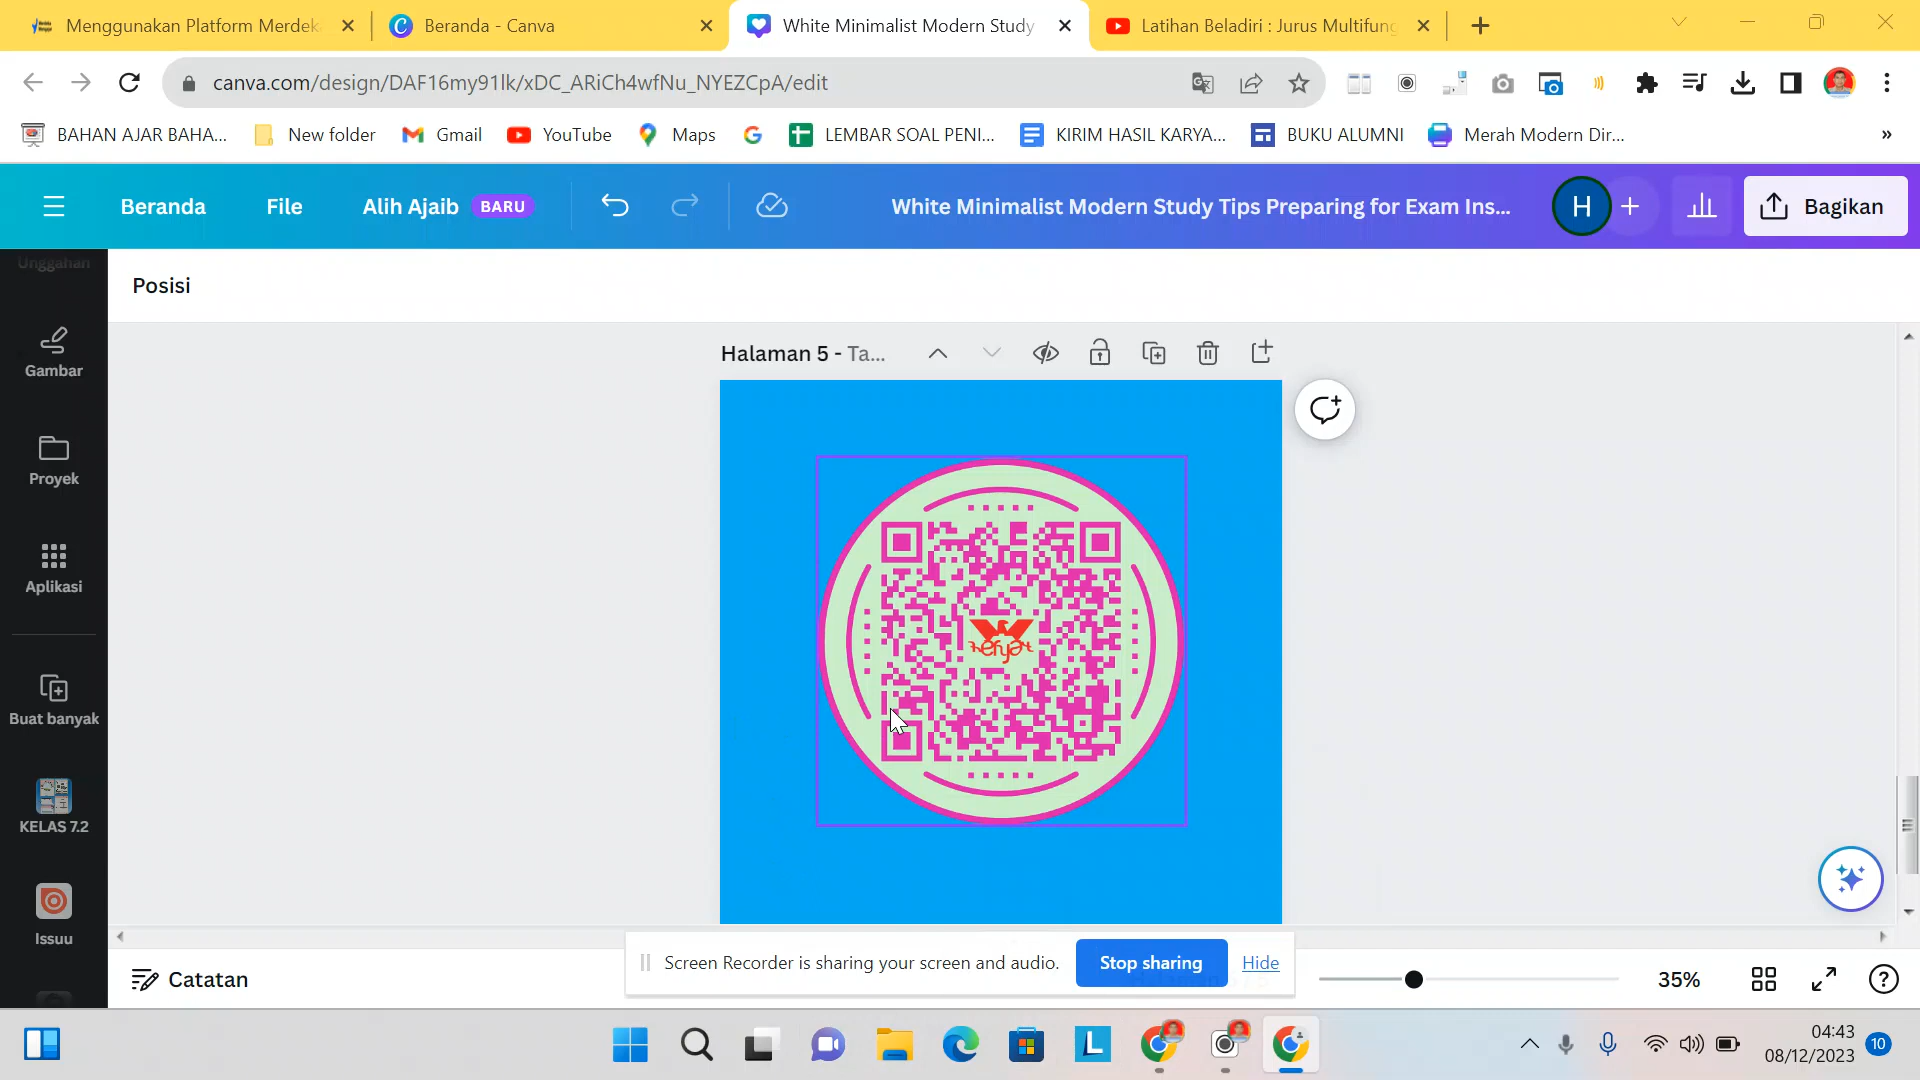 Menggunakan Platform Merdek
Beranda - Canva
White Minimalist Modern Study
Latihan Beladiri : Jurus Multifung
canva.com/design/DAF16my91lk/xDC_ARiCh4wfNu_NYEZCpA/edit
BAHAN AJAR BAHA...
New folder
Gmail
YouTube
Maps
LEMBAR SOAL PENI...
KIRIM HASIL KARYA...
BUKU ALUMNI
Merah Modern Dir...
»
Beranda
File
Alih Ajaib
BARU
White Minimalist Modern Study Tips Preparing for Exam Ins...
H
Bagikan
Unggahan
Posisi
Gambar
Proyek
Aplikasi
Buat banyak
KELAS 7.2
Issuu
Halaman 5 - Ta...
Catatan
Screen Recorder is sharing your screen and audio.
Stop sharing
Hide
35%
04:43
08/12/2023
10